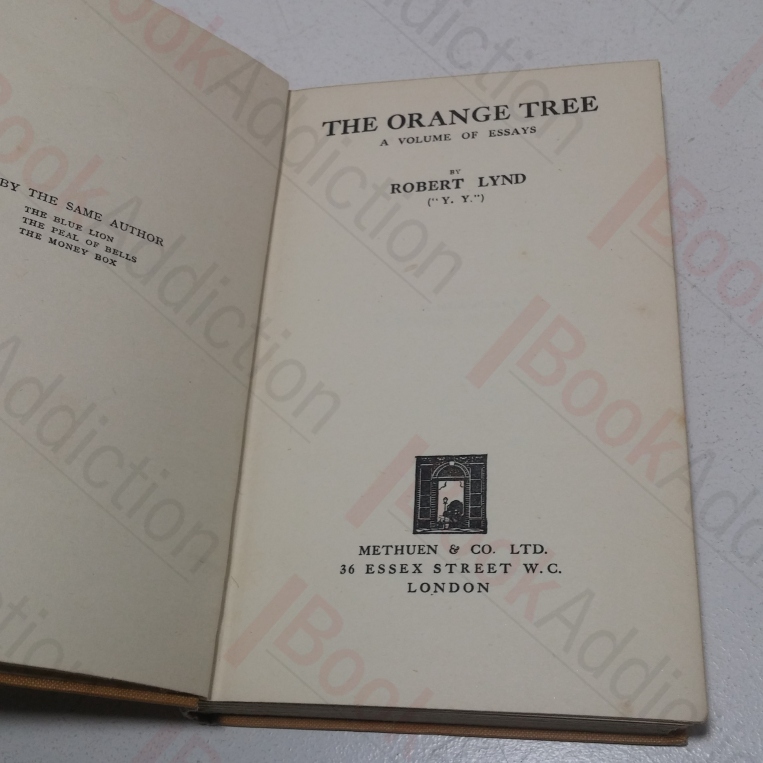 BY THE SAME AUTHOR
THE BLUE LION
THE PEAL OF BELLS
THE MONEY BOX
THE ORANGE TREE
A VOLUME OF ESSAYS
BY
ROBERT LYND
("Y. Y.")
METHUEN & CO. LTD.
36 ESSEX STREET W.C.
LONDON
BookAddiction